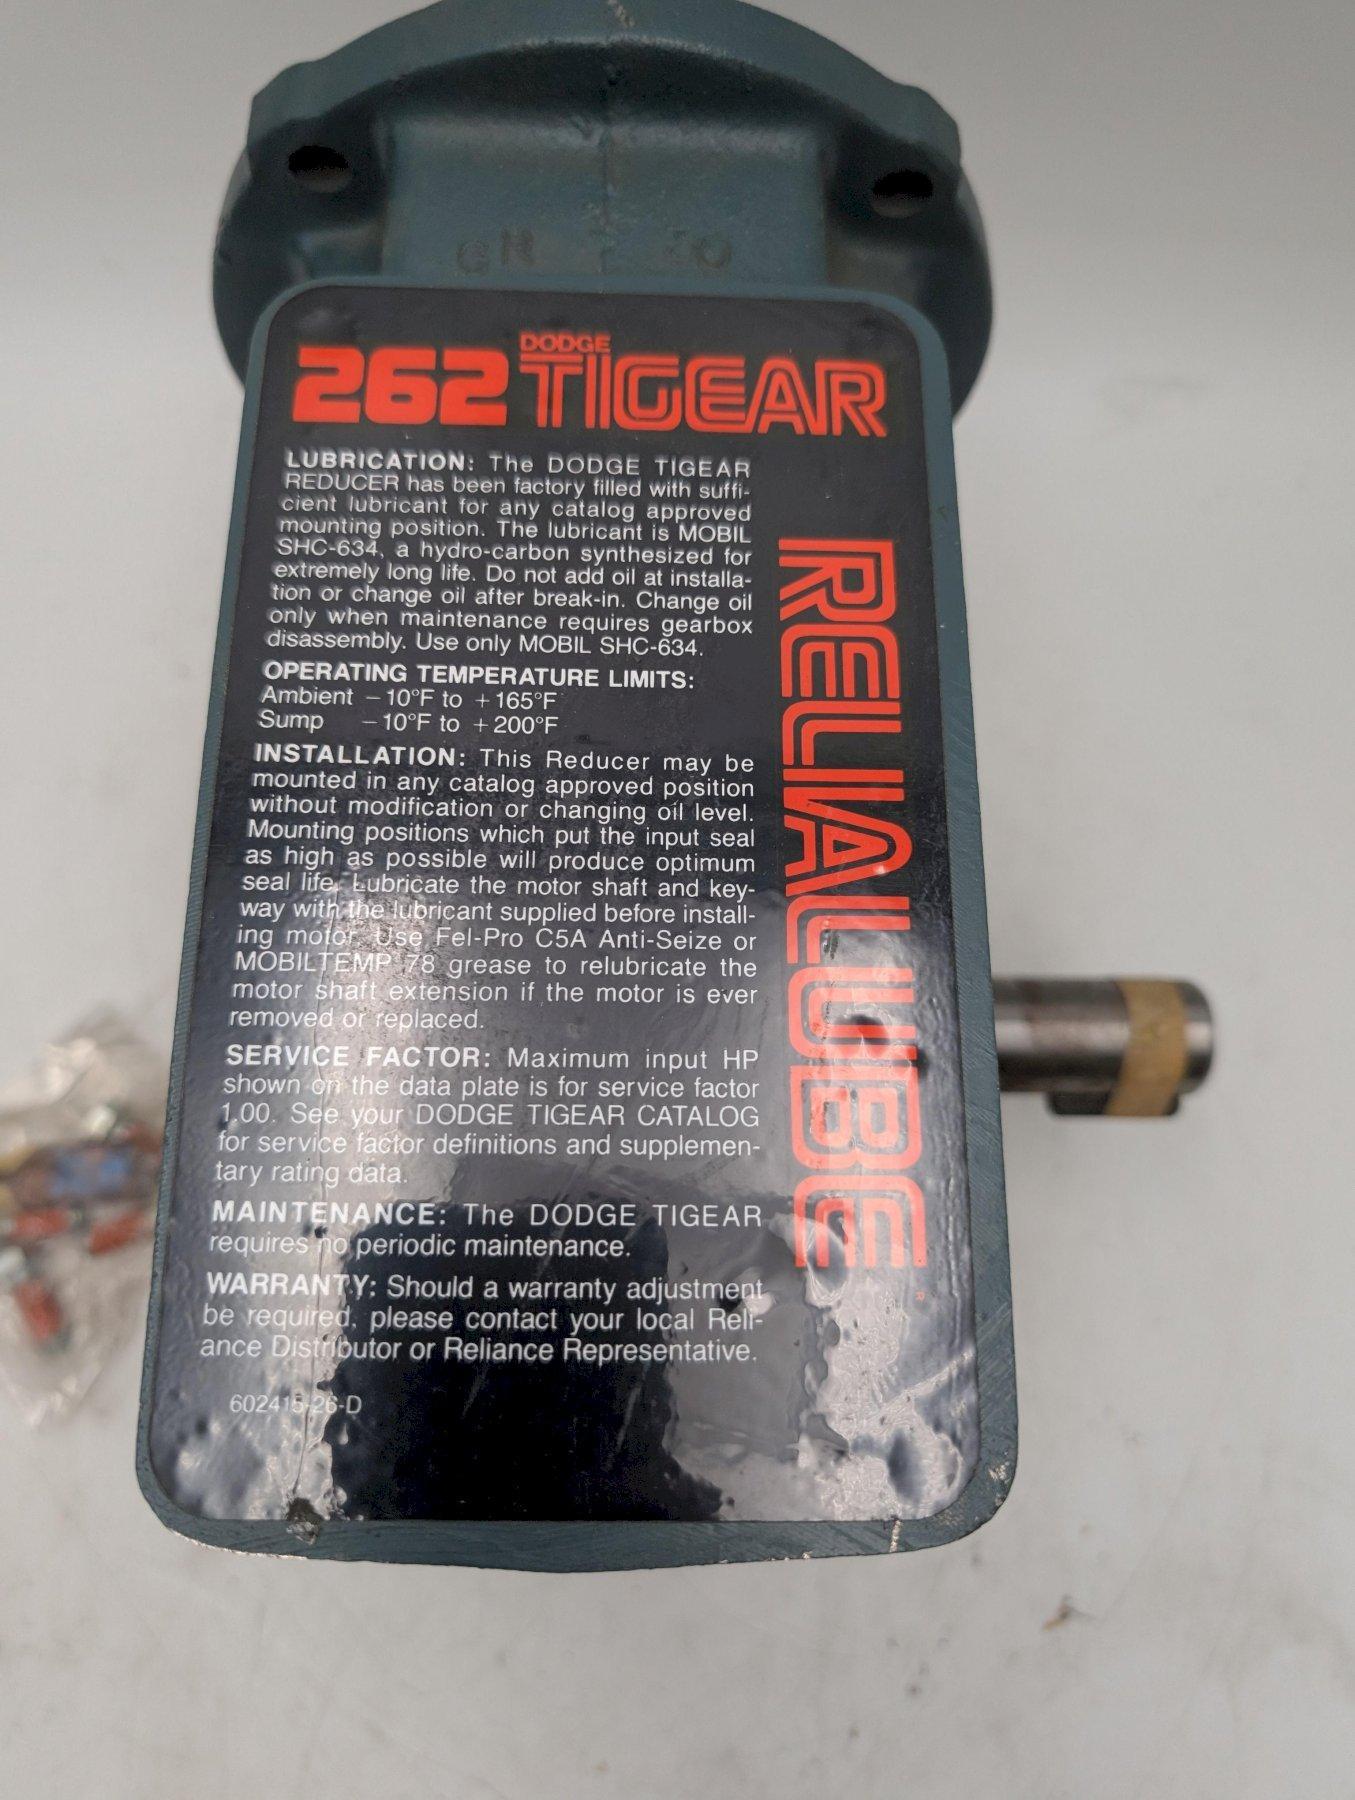 DODGE
262 TIGEAR
LUBRICATION: The DODGE TIGEAR
REDUCER has been factory filled with suffi-
cient lubricant for any catalog approved
mounting position. The lubricant is MOBIL
SHC-634, a hydro-carbon synthesized for
extremely long life. Do not add oil at installa-
tion or change oil after break-in. Change oil
only when maintenance requires gearbox
disassembly. Use only MOBIL SHC-634.
OPERATING TEMPERATURE LIMITS:
Ambient -10°F to +165°F
Sump -10°F to +200°F
INSTALLATION: This Reducer may be
mounted in any catalog approved position
without modification or changing oil level.
Mounting positions which put the input seal
as high as possible will produce optimum
seal life. Lubricate the motor shaft and key-
way with the lubricant supplied before install-
ing motor. Use Fel-Pro C5A Anti-Seize or
MOBILTEMP 78 grease to relubricate the
motor shaft extension if the motor is ever
removed or replaced.
SERVICE FACTOR: Maximum input HP
shown on the data plate is for service factor
1.00. See your DODGE TIGEAR CATALOG
for service factor definitions and supplemen-
tary rating data.
MAINTENANCE: The DODGE TIGEAR
requires no periodic maintenance.
WARRANTY: Should a warranty adjustment
be required, please contact your local Reli-
ance Distributor or Reliance Representative.
602415-26-D
RELIALUBE